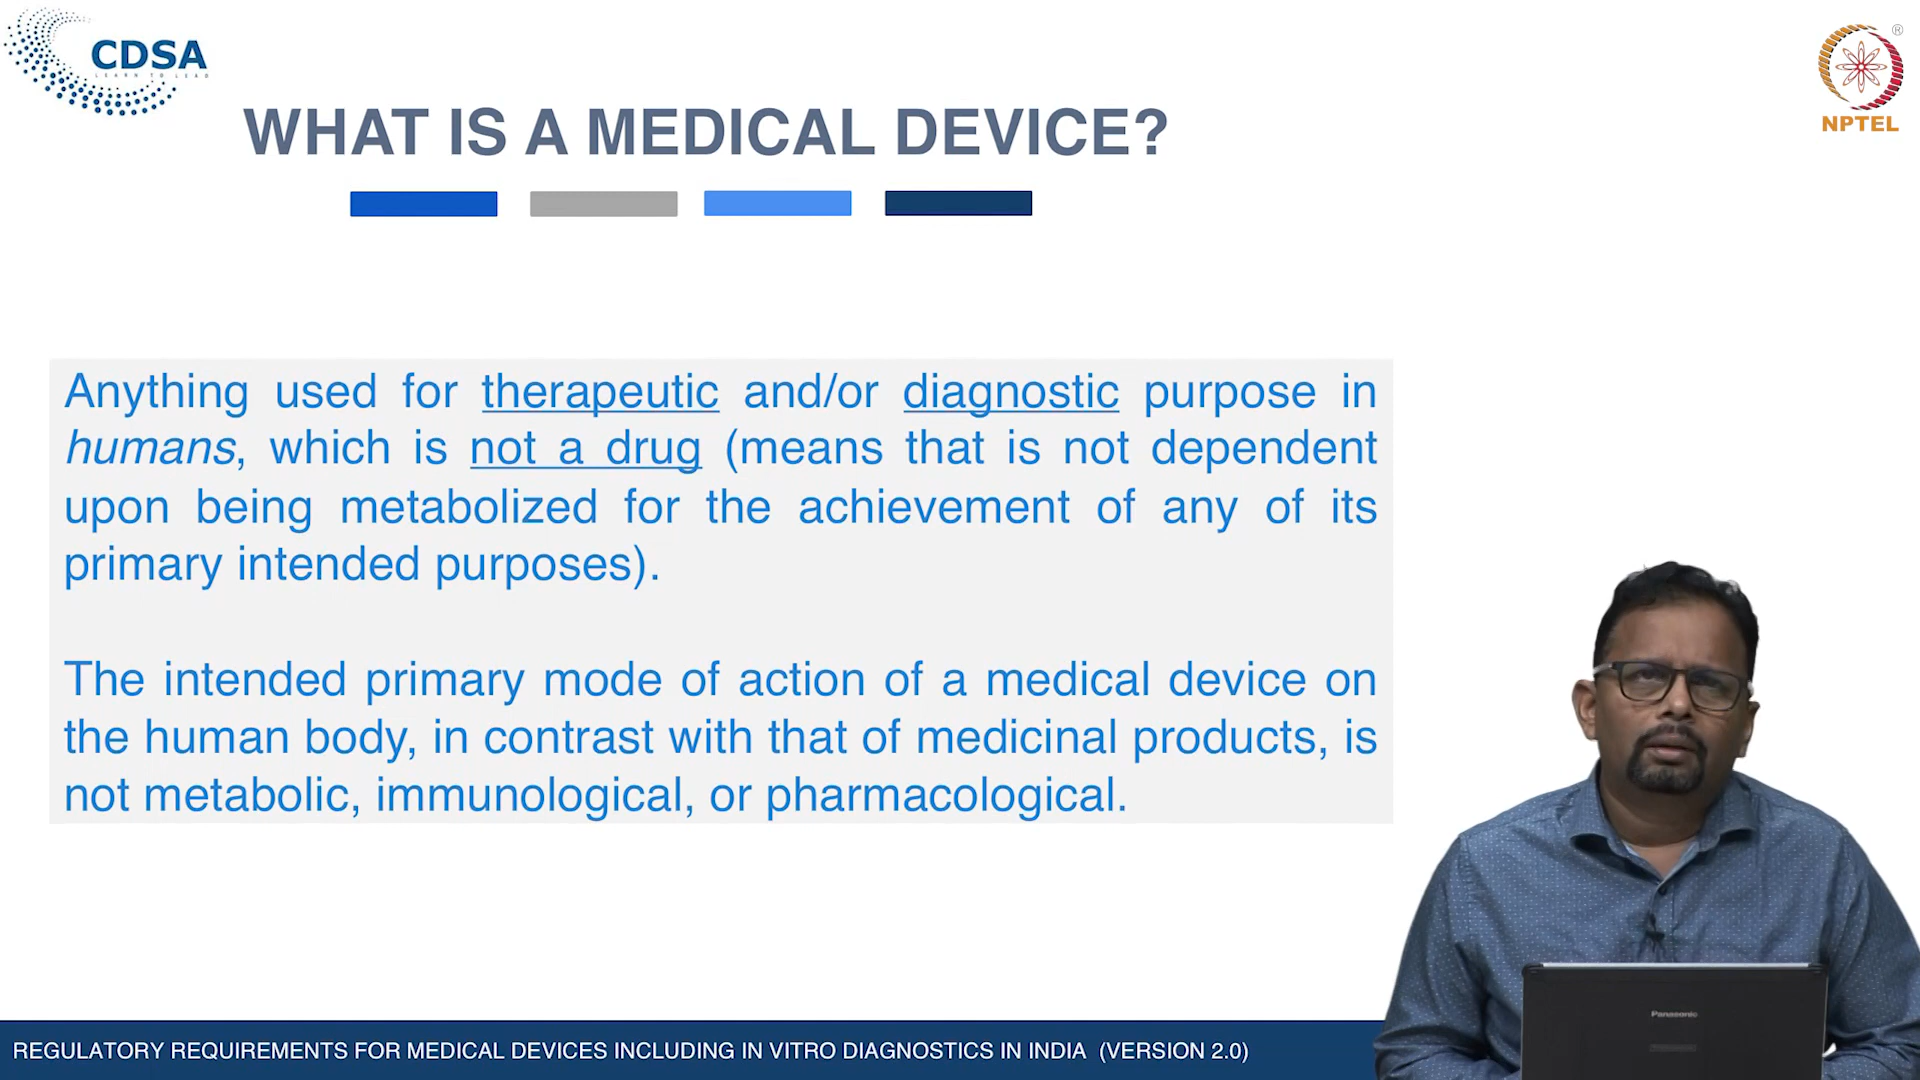 CDSA
LEARN TO LEAD
®
NPTEL
WHAT IS A MEDICAL DEVICE?
Anything used for therapeutic and/or diagnostic purpose in
humans, which is not a drug (means that is not dependent
upon being metabolized for the achievement of any of its
primary intended purposes).
The intended primary mode of action of a medical device on
the human body, in contrast with that of medicinal products, is
not metabolic, immunological, or pharmacological.
Panasonic
REGULATORY REQUIREMENTS FOR MEDICAL DEVICES INCLUDING IN VITRO DIAGNOSTICS IN INDIA (VERSION 2.0)